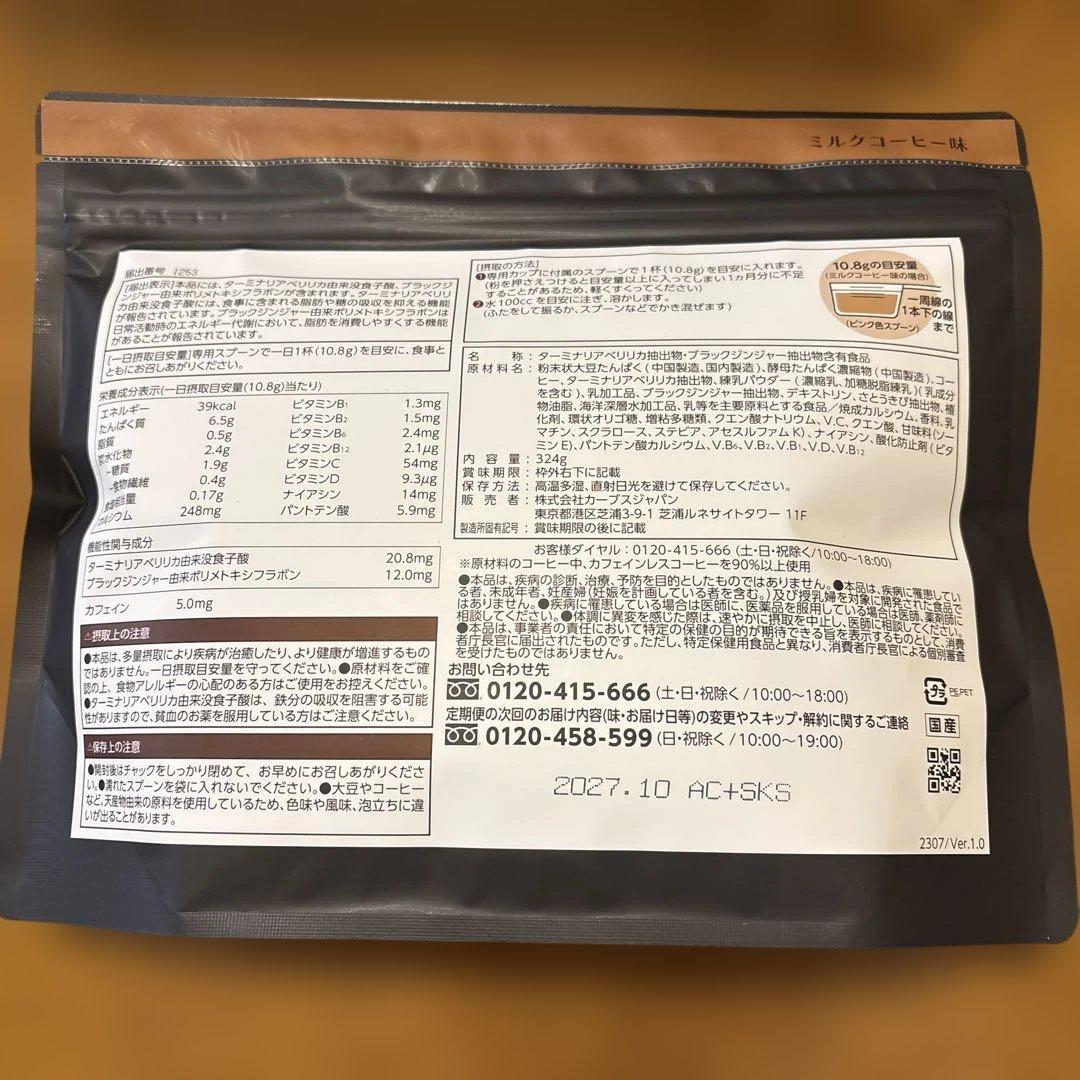 ミルクコーヒー味
届出番号 I253
[届出表示]本品には、ターミナリアベリリカ由来没食子酸、ブラックジ
ンジャー由来ポリメトキシフラボンが含まれます。ターミナリアベリリ
カ由来没食子酸には、食事に含まれる脂肪や糖の吸収を抑える機能
が報告されています。ブラックジンジャー由来ポリメトキシフラボンは
日常活動時のエネルギー代謝において、脂肪を消費しやすくする機能
があることが報告されています。
[一日摂取目安量]専用スプーンで一日1杯(10.8g)を目安に、食事と
ともにお召しあがりください。
栄養成分表示(一日摂取目安量(10.8g)当たり)
エネルギー 39kcal ビタミンB1 1.3mg
たんぱく質 6.5g ビタミンB2 1.5mg
脂質 0.5g ビタミンB6 2.4mg
炭水化物 2.4g ビタミンB12 2.1μg
-糖質 1.9g ビタミンC 54mg
-食物繊維 0.4g ビタミンD 9.3μg
食塩相当量 0.17g ナイアシン 14mg
カルシウム 248mg パントテン酸 5.9mg
機能性関与成分
ターミナリアベリリカ由来没食子酸 20.8mg
ブラックジンジャー由来ポリメトキシフラボン 12.0mg
カフェイン 5.0mg
⚠摂取上の注意
●本品は、多量摂取により疾病が治癒したり、より健康が増進するもの
ではありません。一日摂取目安量を守ってください。●原材料をご確
認の上、食物アレルギーの心配のある方はご使用をお控えください。
●ターミナリアベリリカ由来没食子酸は、鉄分の吸収を阻害する可能
性がありますので、貧血のお薬を服用している方はご注意ください。
⚠保存上の注意
●開封後はチャックをしっかり閉めて、お早めにお召しあがりくださ
い。●濡れたスプーンを袋に入れないでください。●大豆やコーヒー
など、天産物由来の原料を使用しているため、色味や風味、泡立ちに違
いが出ることがあります。
[摂取の方法]
❶専用カップに付属のスプーンで1杯(10.8g)を目安に入れます。
(粉を押さえつけると目安量以上に入ってしまい1ヵ月分に不足
することがあるため、軽くすくってください)
❷水100ccを目安に注ぎ、溶かします。
(ふたをして振るか、スプーンなどでかき混ぜます)
10.8gの目安量
(ミルクコーヒー味の場合)
一周線の
1本下の線
まで
(ピンク色スプーン)
名 称:ターミナリアベリリカ抽出物・ブラックジンジャー抽出物含有食品
原材料名:粉末状大豆たんぱく(中国製造、国内製造)、酵母たんぱく濃縮物(中国製造)、コー
ヒー、ターミナリアベリリカ抽出物、練乳パウダー(濃縮乳、加糖脱脂練乳)(乳成分
を含む)、乳加工品、ブラックジンジャー抽出物、デキストリン、さとうきび抽出物、植
物油脂、海洋深層水加工品、乳等を主要原料とする食品/焼成カルシウム、香料、乳
化剤、環状オリゴ糖、増粘多糖類、クエン酸ナトリウム、V.C、クエン酸、甘味料(ソー
マチン、スクラロース、ステビア、アセスルファムK)、ナイアシン、酸化防止剤(ビタ
ミンE)、パントテン酸カルシウム、V.B6、V.B2、V.B1、V.D、V.B12
内容量:324g
賞味期限:枠外右下に記載
保存方法:高温多湿、直射日光を避けて保存してください。
販売者:株式会社カーブスジャパン
東京都港区芝浦3-9-1 芝浦ルネサイトタワー 11F
製造所固有記号:賞味期限の後に記載
お客様ダイヤル:0120-415-666 (土・日・祝除く/10:00~18:00)
※原材料のコーヒー中、カフェインレスコーヒーを90%以上使用
●本品は、疾病の診断、治療、予防を目的としたものではありません。●本品は、疾病に罹患してい
る者、未成年者、妊産婦(妊娠を計画している者を含む。)及び授乳婦を対象に開発された食品で
はありません。●疾病に罹患している場合は医師に、医薬品を服用している場合は医師、薬剤師に
相談してください。●体調に異変を感じた際は、速やかに摂取を中止し、医師に相談してください。
●本品は、事業者の責任において特定の保健の目的が期待できる旨を表示するものとして、消費
者庁長官に届出されたものです。ただし、特定保健用食品と異なり、消費者庁長官による個別審査
を受けたものではありません。
お問い合わせ先
0120-415-666 (土・日・祝除く/10:00~18:00)
定期便の次回のお届け内容(味・お届け日等)の変更やスキップ・解約に関するご連絡
0120-458-599 (日・祝除く/10:00~19:00)
プラ PE,PET
国産
2027.10 AC+SKS
2307/Ver.1.0